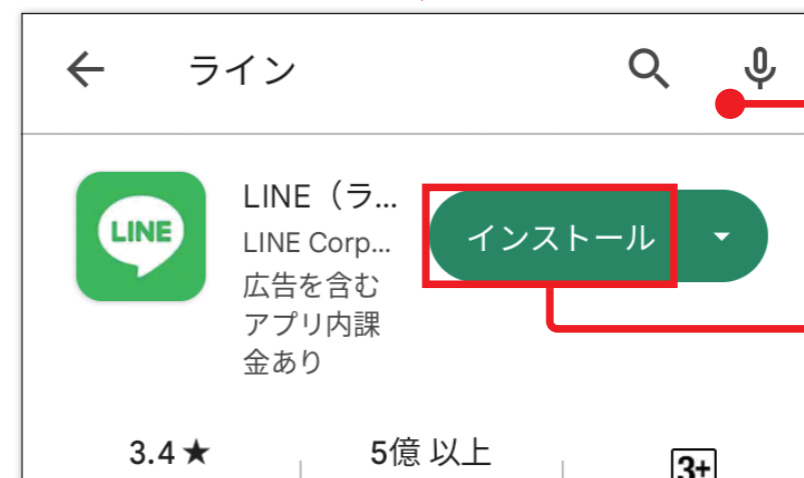 ライン
LINE（ラ...
LINE
インストール
LINE Corp...
広告を含む
アプリ内課
金あり
3.4★
5億 以上
3+